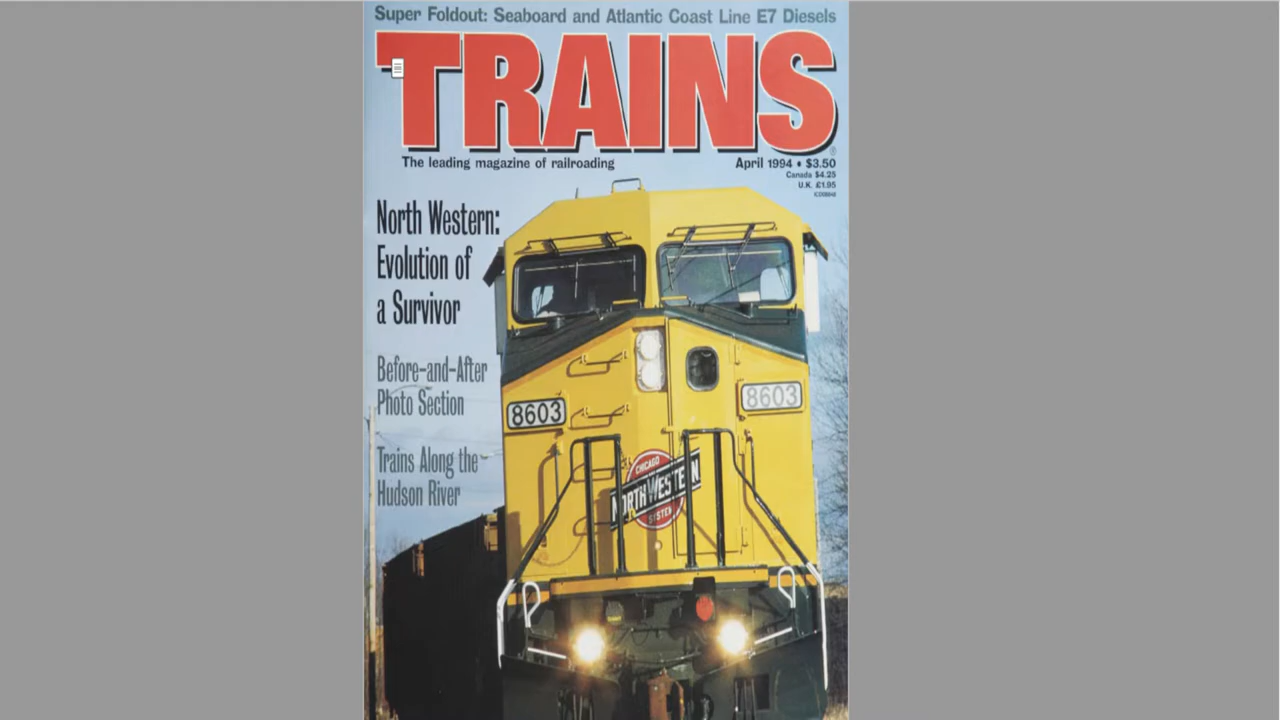 Super Foldout: Seaboard and Atlantic Coast Line E7 Diesels
TRAINS
The leading magazine of railroading
April 1994 • $3.50
Canada $4.25
U.K. £1.95
North Western:
Evolution of
a Survivor
Before-and-After
Photo Section
Trains Along the
Hudson River
8603
8603
CHICAGO
NORTH WESTERN
SYSTEM